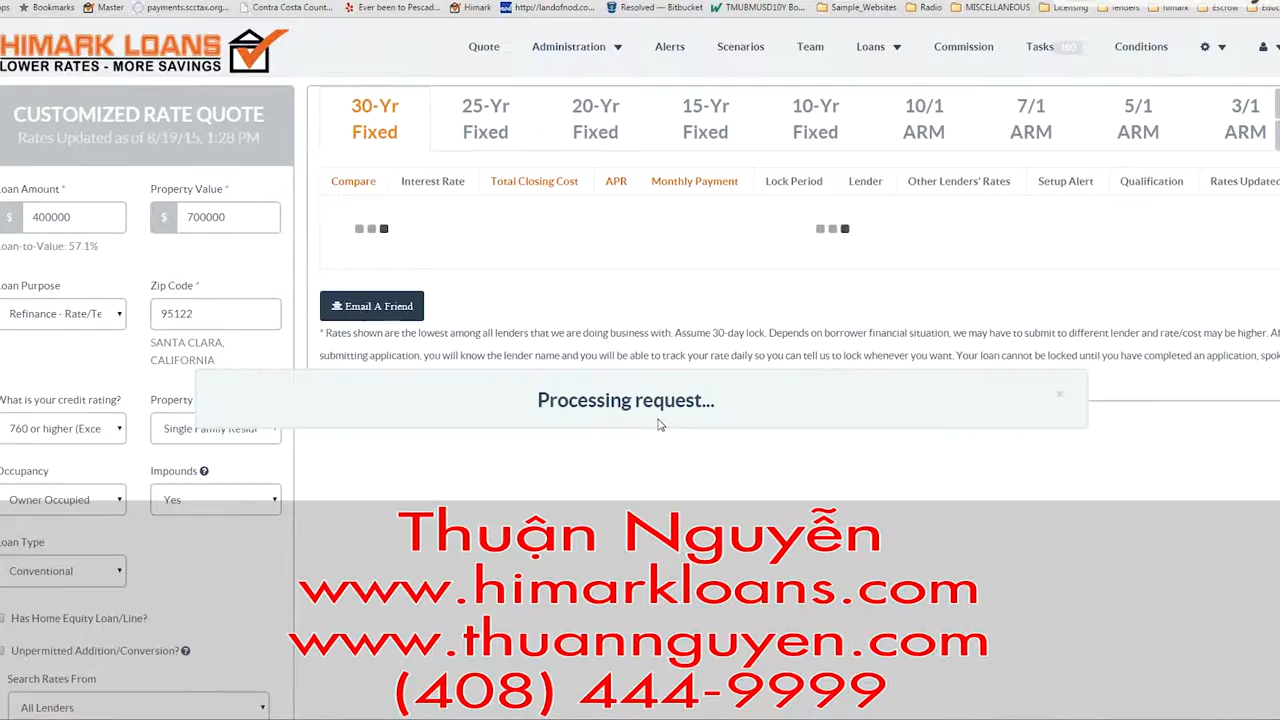 Bookmarks Master payments.scctax.org... Contra Costa Count... Ever been to Pescad... Himark http://landofnod.co... Resolved — Bitbucket TMUBMUSD10Y Bo... Sample_Websites Radio MISCELLANEOUS Licensing lenders himark Escrow
HIMARK LOANS
LOWER RATES - MORE SAVINGS
Quote Administration Alerts Scenarios Team Loans Commission Tasks 100 Conditions
CUSTOMIZED RATE QUOTE
Rates Updated as of 8/19/15, 1:28 PM
30-Yr Fixed 25-Yr Fixed 20-Yr Fixed 15-Yr Fixed 10-Yr Fixed 10/1 ARM 7/1 ARM 5/1 ARM 3/1 ARM
Compare Interest Rate Total Closing Cost APR Monthly Payment Lock Period Lender Other Lenders' Rates Setup Alert Qualification Rates Updated
Loan Amount * Property Value *
$ 400000 $ 700000
Loan-to-Value: 57.1%
Loan Purpose Zip Code *
Refinance - Rate/Te 95122
SANTA CLARA,
CALIFORNIA
Email A Friend
* Rates shown are the lowest among all lenders that we are doing business with. Assume 30-day lock. Depends on borrower financial situation, we may have to submit to different lender and rate/cost may be higher.
submitting application, you will know the lender name and you will be able to track your rate daily so you can tell us to lock whenever you want. Your loan cannot be locked until you have completed an application,
Processing request... ×
What is your credit rating? Property
760 or higher (Exce Single Family Resid
Occupancy Impounds
Owner Occupied Yes
Loan Type
Conventional
Has Home Equity Loan/Line?
Unpermitted Addition/Conversion?
Search Rates From
All Lenders
Thuận Nguyễn
www.himarkloans.com
www.thuannguyen.com
(408) 444-9999